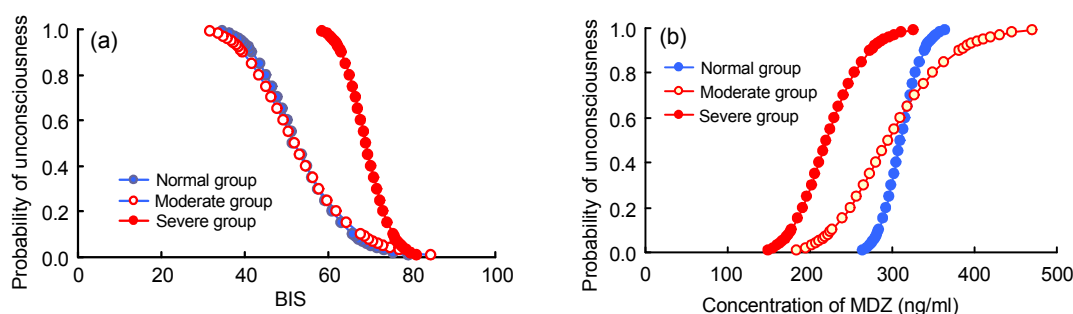 (a)
Probability of unconsciousness
1.0
0.8
0.6
0.4
0.2
0.0
Normal group
Moderate group
Severe group
0 20 40 60 80 100
BIS
(b)
Probability of unconsciousness
1.0
0.8
0.6
0.4
0.2
0.0
Normal group
Moderate group
Severe group
0 100 200 300 400 500
Concentration of MDZ (ng/ml)